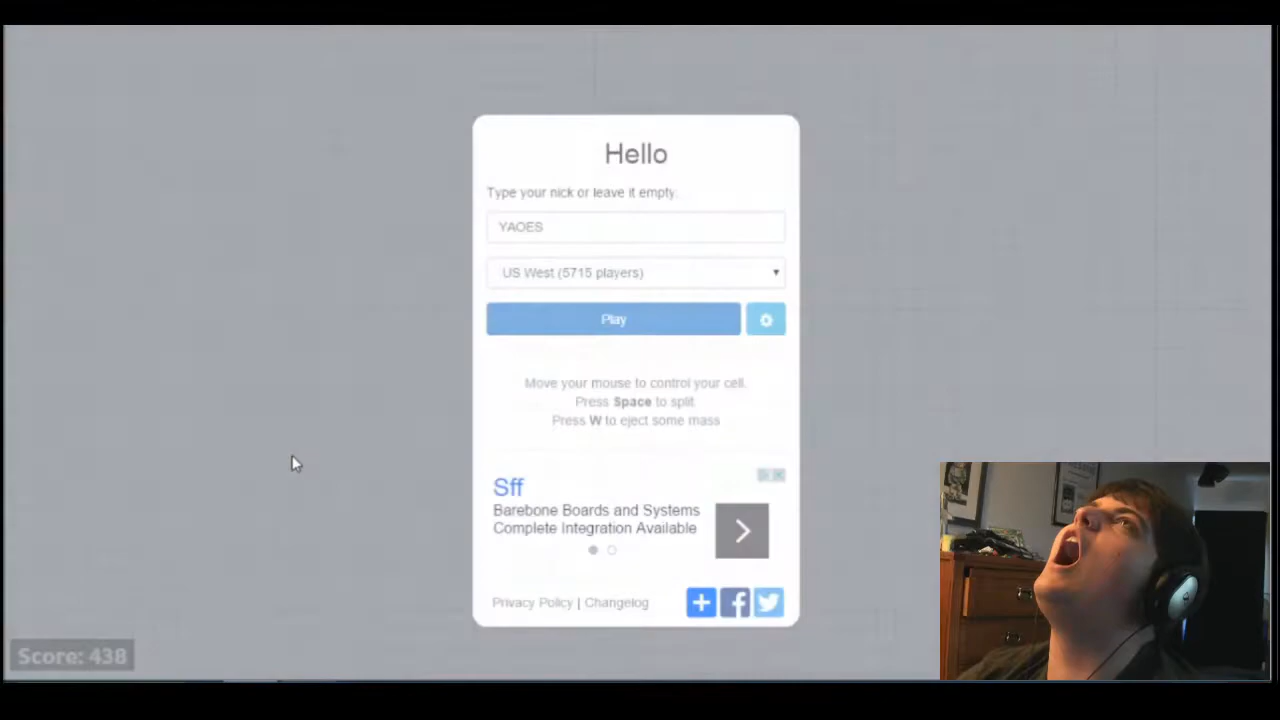 Hello
Type your nick or leave it empty:
YAOES
US West (5715 players)
Play
Move your mouse to control your cell.
Press Space to split
Press W to eject some mass
Sff
Barebone Boards and Systems
Complete Integration Available
Privacy Policy | Changelog
Score: 438